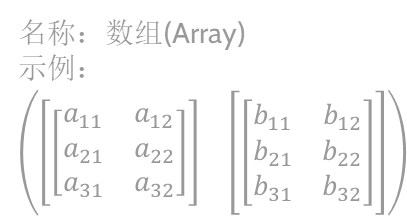 名称：数组(Array)
示例：
([[a₁₁ a₁₂]] [[b₁₁ b₁₂]])
a₂₁ a₂₂ b₂₁ b₂₂
a₃₁ a₃₂ b₃₁ b₃₂